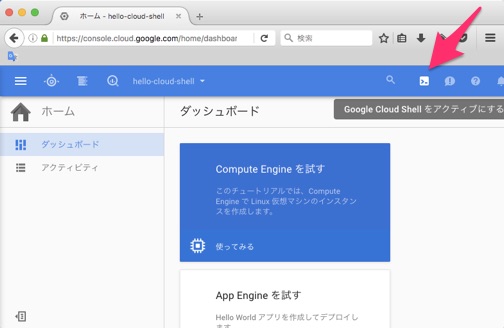 ホーム - hello-cloud-shell
https://console.cloud.google.com/home/dashboar
検索
hello-cloud-shell
ホーム
ダッシュボード
Google Cloud Shell をアクティブにする
ダッシュボード
アクティビティ
Compute Engine を試す
このチュートリアルでは、Compute
Engine で Linux 仮想マシンのインスタン
スを作成します。
使ってみる
App Engine を試す
Hello World アプリを作成してデプロイし